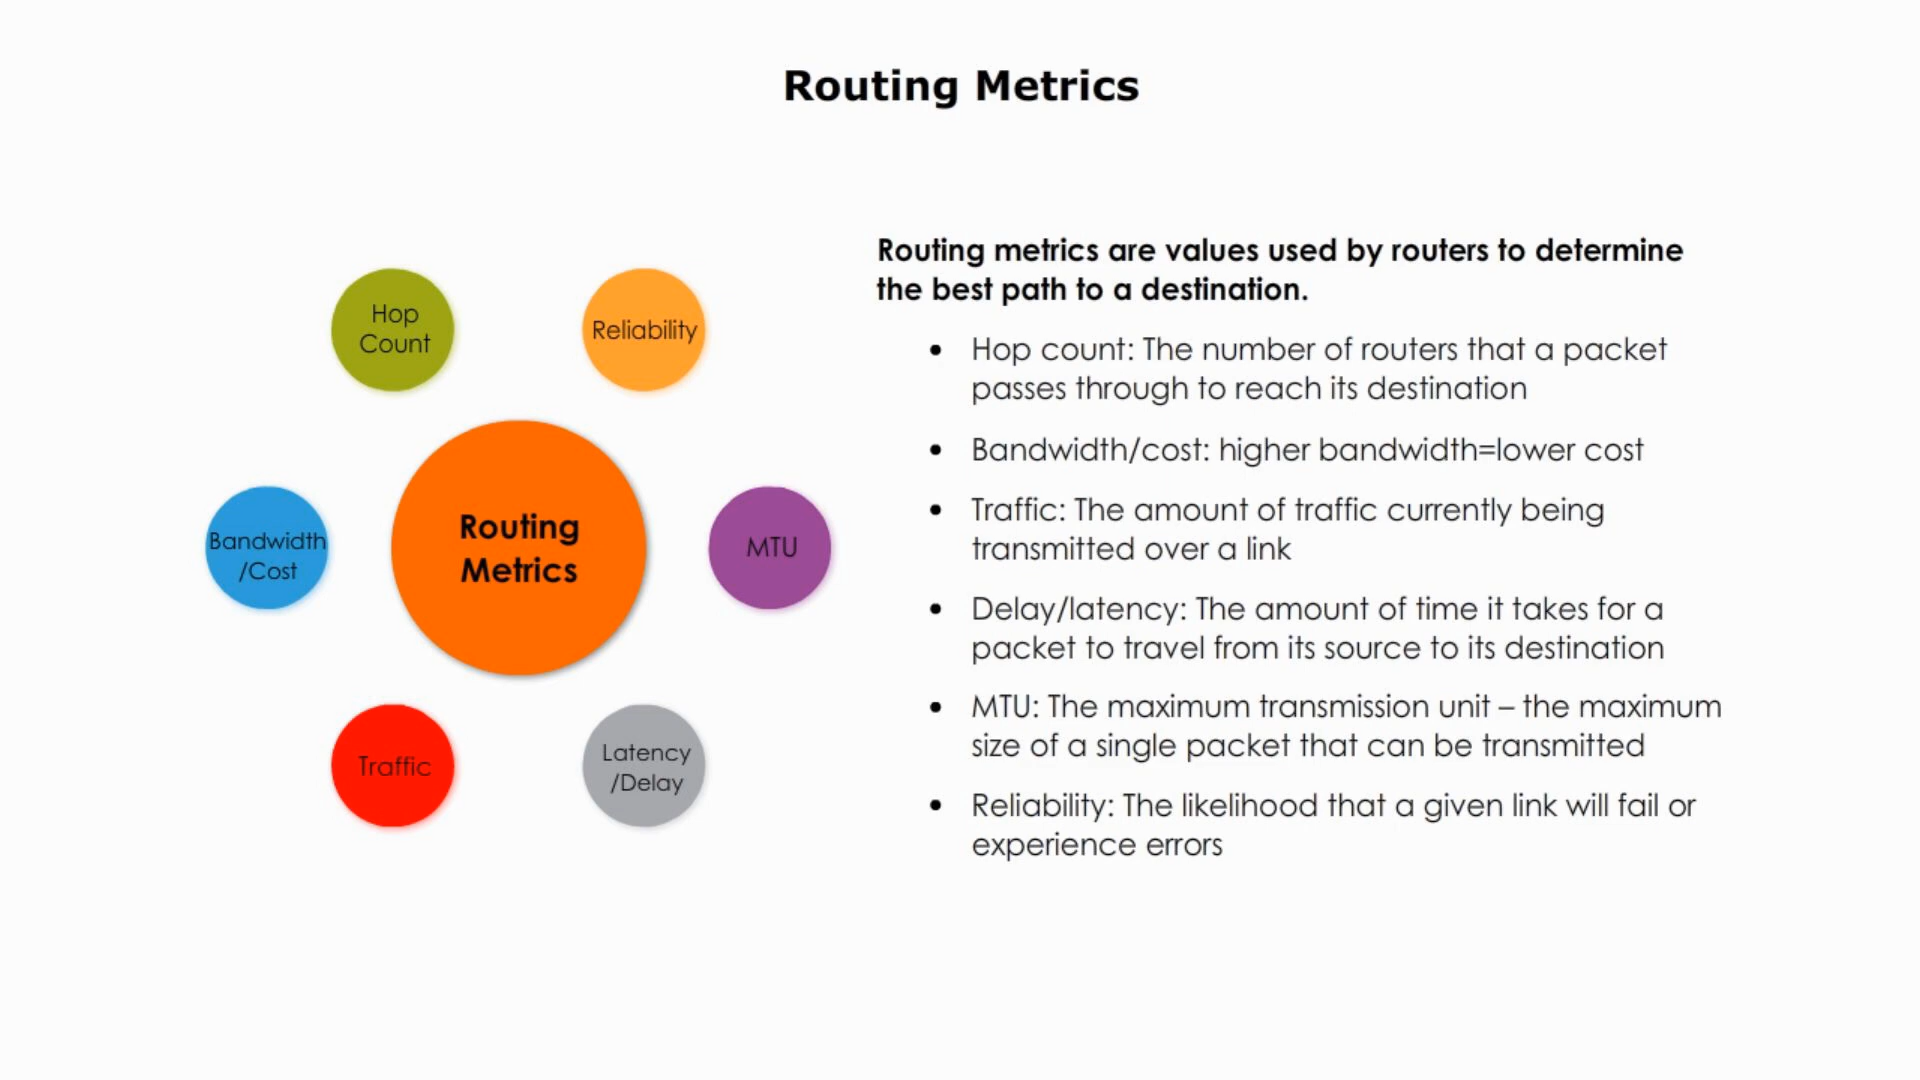 Routing Metrics
Hop
Count
Reliability
Bandwidth
/Cost
Routing
Metrics
MTU
Traffic
Latency
/Delay
Routing metrics are values used by routers to determine
the best path to a destination.
• Hop count: The number of routers that a packet
passes through to reach its destination
• Bandwidth/cost: higher bandwidth=lower cost
• Traffic: The amount of traffic currently being
transmitted over a link
• Delay/latency: The amount of time it takes for a
packet to travel from its source to its destination
• MTU: The maximum transmission unit – the maximum
size of a single packet that can be transmitted
• Reliability: The likelihood that a given link will fail or
experience errors